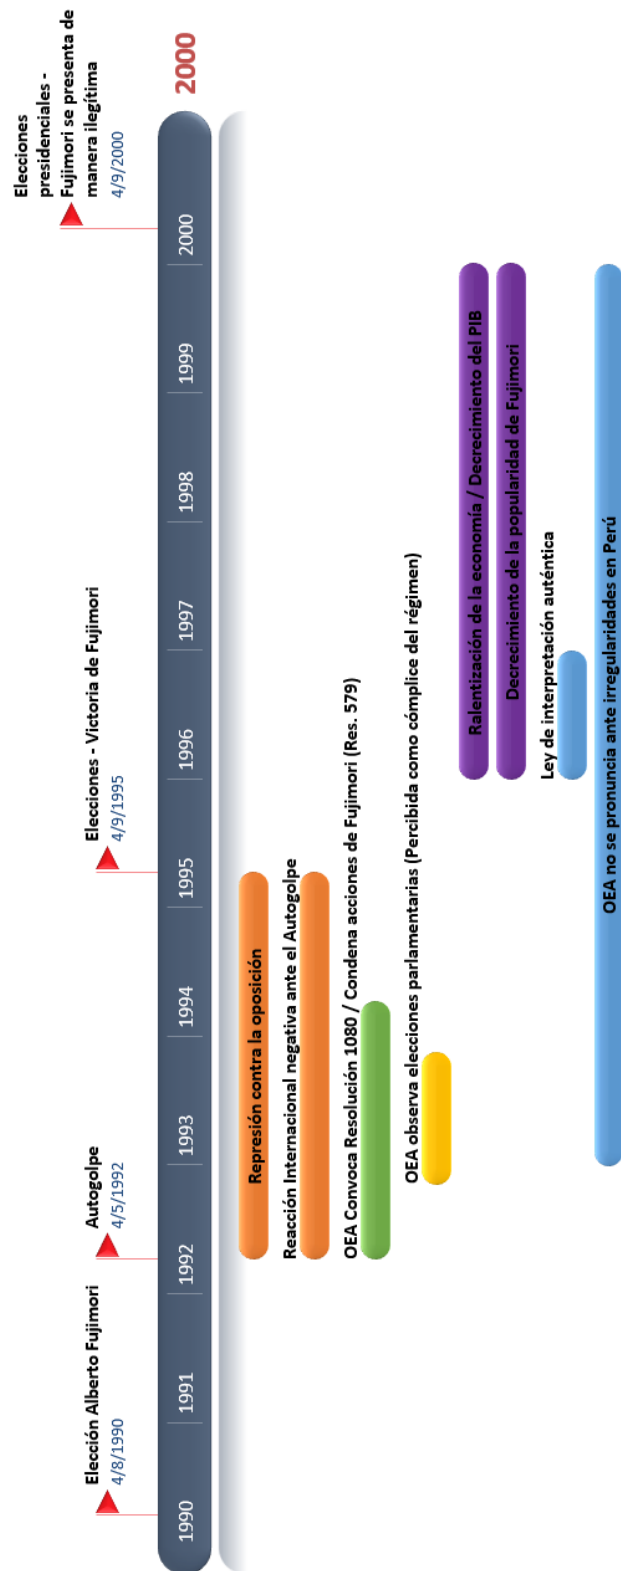 Elección Alberto Fujimori
4/8/1990
Autogolpe
4/5/1992
Elecciones - Victoria de Fujimori
4/9/1995
Elecciones
presidenciales -
Fujimori se presenta de
manera ilegítima
4/9/2000
1990
1991
1992
1993
1994
1995
1996
1997
1998
1999
2000
2000
Represión contra la oposición
Reacción Internacional negativa ante el Autogolpe
OEA Convoca Resolución 1080 / Condena acciones de Fujimori (Res. 579)
OEA observa elecciones parlamentarias (Percibida como cómplice del régimen)
Ralentización de la economía / Decrecimiento del PIB
Decrecimiento de la popularidad de Fujimori
Ley de interpretación auténtica
OEA no se pronuncia ante irregularidades en Perú